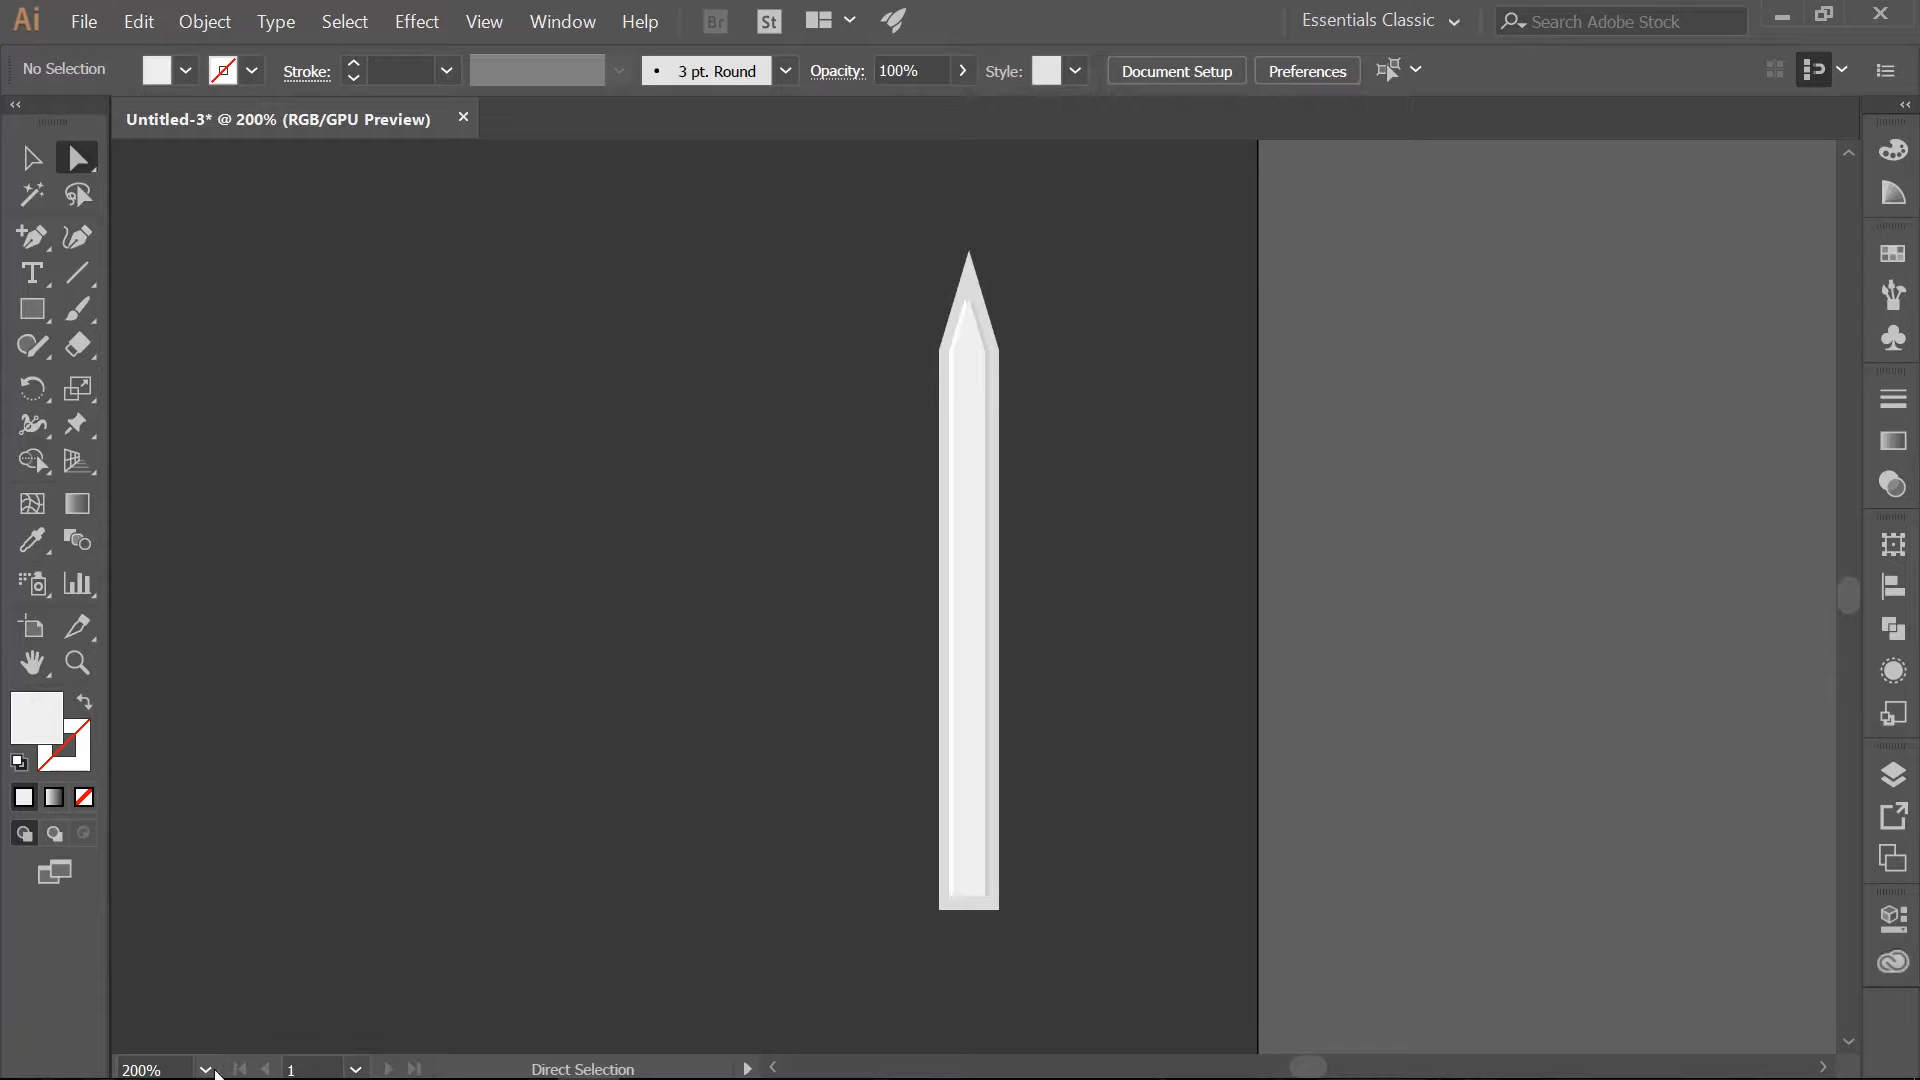 Ai File Edit Object Type Select Effect View Window Help Br St Essentials Classic Search Adobe Stock
No Selection Stroke: 3 pt. Round Opacity: 100% Style: Document Setup Preferences
Untitled-3* @ 200% (RGB/GPU Preview)
200% 1 Direct Selection